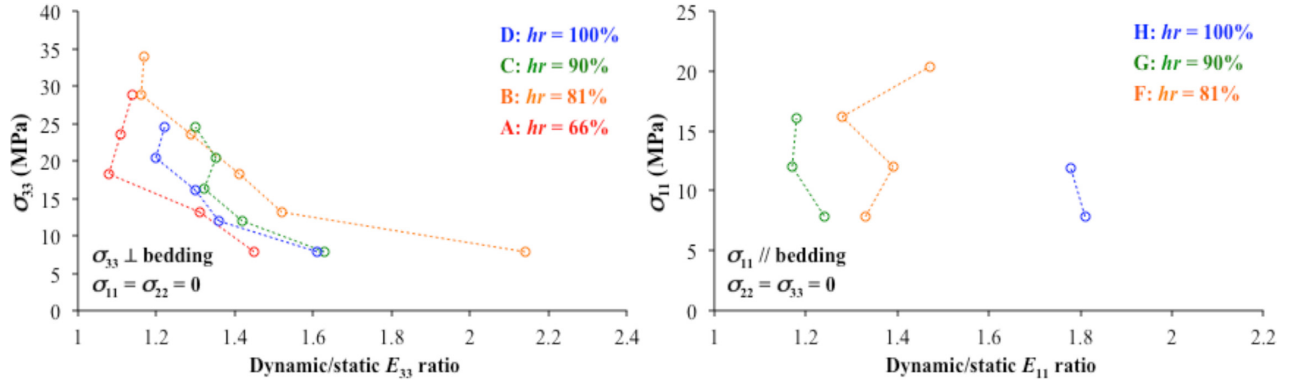 40
35
30
25
20
15
10
5
0
σ33 (MPa)
D: hr = 100%
C: hr = 90%
B: hr = 81%
A: hr = 66%
σ33 ⊥ bedding
σ11 = σ22 = 0
1 1.2 1.4 1.6 1.8 2 2.2 2.4
Dynamic/static E33 ratio
25
20
15
10
5
0
σ11 (MPa)
H: hr = 100%
G: hr = 90%
F: hr = 81%
σ11 // bedding
σ22 = σ33 = 0
1 1.2 1.4 1.6 1.8 2 2.2
Dynamic/static E11 ratio